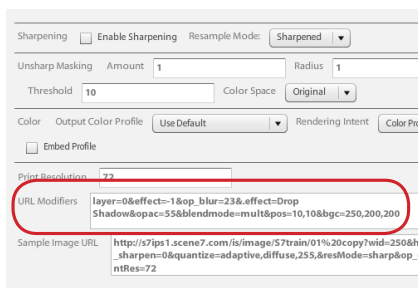 Sharpening Enable Sharpening Resample Mode: Sharpened
Unsharp Masking Amount 1 Radius 1
Threshold 10 Color Space Original
Color Output Color Profile Use Default Rendering Intent Color Pro
Embed Profile
Print Resolution 72
URL Modifiers layer=0&effect=-1&op_blur=23&.effect=Drop
Shadow&opac=55&blendmode=mult&pos=10,10&bgc=250,200,200
Sample Image URL http://s7ips1.scene7.com/is/image/S7train/01%20copy?wid=250&h
_sharpen=0&quantize=adaptive,diffuse,255,&resMode=sharp&op_
ntRes=72